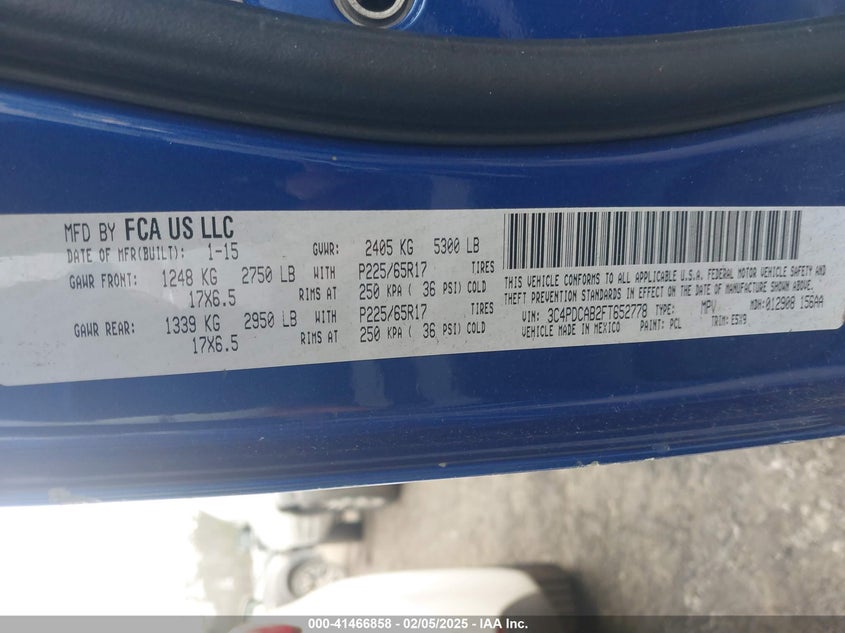 MFD BY FCA US LLC
DATE OF MFR(BUILT): 1-15 GVWR: 2405 KG 5300 LB
GAWR FRONT: 1248 KG 2750 LB WITH P225/65R17 TIRES
17X6.5 RIMS AT 250 KPA ( 36 PSI) COLD
GAWR REAR: 1339 KG 2950 LB WITH P225/65R17 TIRES
17X6.5 RIMS AT 250 KPA ( 36 PSI) COLD
THIS VEHICLE CONFORMS TO ALL APPLICABLE U.S.A. FEDERAL MOTOR VEHICLE SAFETY AND
THEFT PREVENTION STANDARDS IN EFFECT ON THE DATE OF MANUFACTURE SHOWN ABOVE.
VIN: 3C4PDCAB2FT652778 TYPE: MPV MDH: 012908 156AA
VEHICLE MADE IN MEXICO PAINT: PCL TRIM: E5X9
000-41466858 - 02/05/2025 - IAA Inc.